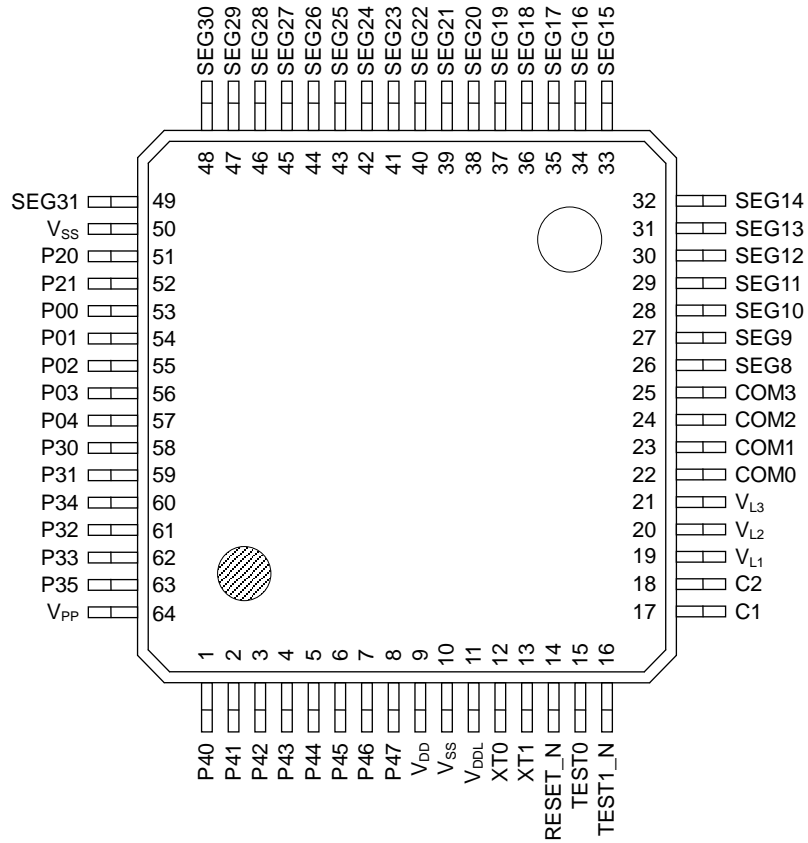 SEG30 SEG29 SEG28 SEG27 SEG26 SEG25 SEG24 SEG23 SEG22 SEG21 SEG20 SEG19 SEG18 SEG17 SEG16 SEG15
48 47 46 45 44 43 42 41 40 39 38 37 36 35 34 33
SEG31 49 32 SEG14
VSS 50 31 SEG13
P20 51 30 SEG12
P21 52 29 SEG11
P00 53 28 SEG10
P01 54 27 SEG9
P02 55 26 SEG8
P03 56 25 COM3
P04 57 24 COM2
P30 58 23 COM1
P31 59 22 COM0
P34 60 21 VL3
P32 61 20 VL2
P33 62 19 VL1
P35 63 18 C2
VPP 64 17 C1
1 2 3 4 5 6 7 8 9 10 11 12 13 14 15 16
P40 P41 P42 P43 P44 P45 P46 P47 VDD VSS VDDL XT0 XT1 RESET_N TEST0 TEST1_N